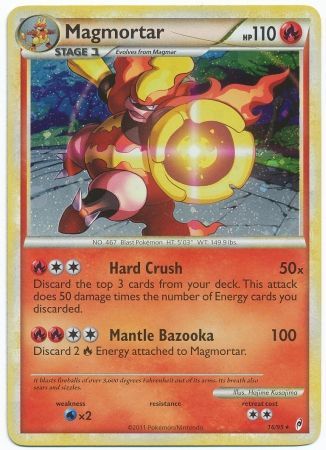 Magmortar HP110
STAGE 1 Evolves from Magmar
NO. 467 Blast Pokémon HT: 5'03" WT: 149.9 lbs.
Hard Crush 50x
Discard the top 3 cards from your deck. This attack
does 50 damage times the number of Energy cards you
discarded.
Mantle Bazooka 100
Discard 2 Energy attached to Magmortar.
It blasts fireballs of over 3,600 degrees Fahrenheit out of its arms. Its breath also
sears and sizzles.
Illus. Hajime Kusajima
weakness resistance retreat cost
×2
©2011 Pokémon/Nintendo 16/95